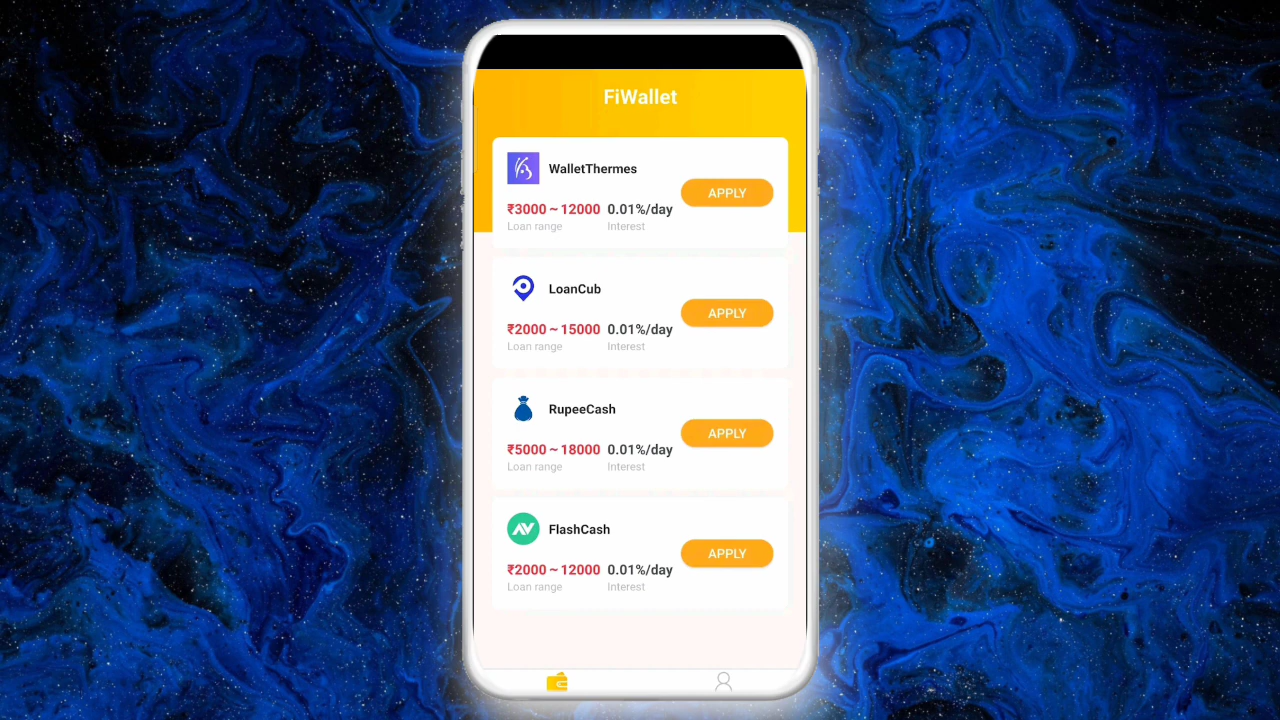 FiWallet
WalletThermes
APPLY
₹3000 ~ 12000 0.01%/day
Loan range Interest
LoanCub
APPLY
₹2000 ~ 15000 0.01%/day
Loan range Interest
RupeeCash
APPLY
₹5000 ~ 18000 0.01%/day
Loan range Interest
FlashCash
APPLY
₹2000 ~ 12000 0.01%/day
Loan range Interest